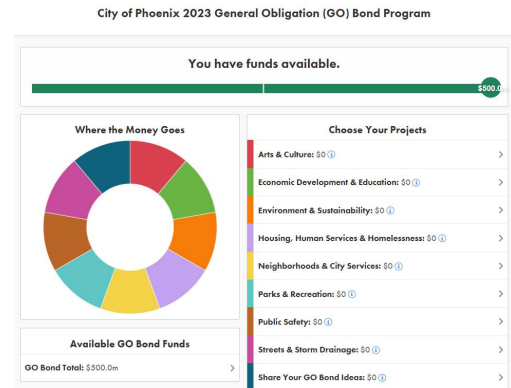 City of Phoenix 2023 General Obligation (GO) Bond Program
You have funds available.
$500.0
Where the Money Goes
Choose Your Projects
Arts & Culture: $0
Economic Development & Education: $0
Environment & Sustainability: $0
Housing, Human Services & Homelessness: $0
Neighborhoods & City Services: $0
Parks & Recreation: $0
Public Safety: $0
Streets & Storm Drainage: $0
Share Your GO Bond Ideas: $0
Available GO Bond Funds
GO Bond Total: $500.0m